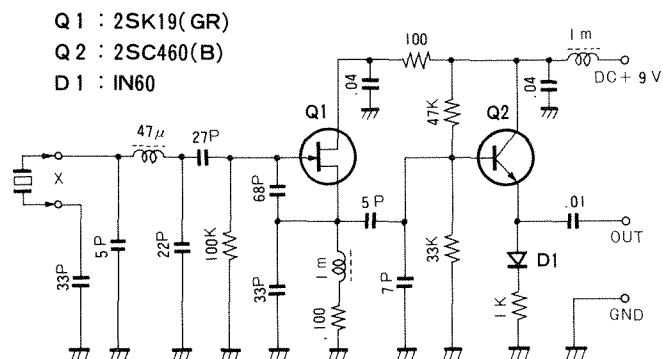 Q1 : 2SK19(GR)
Q2 : 2SC460(B)
D1 : IN60
1m
100
DC+9V
.04
.04
Q1
47K
Q2
47μ
27P
X
68P
5P
.01
OUT
5P
22P
100K
1m
33K
D1
33P
33P
7P
1K
.100
GND